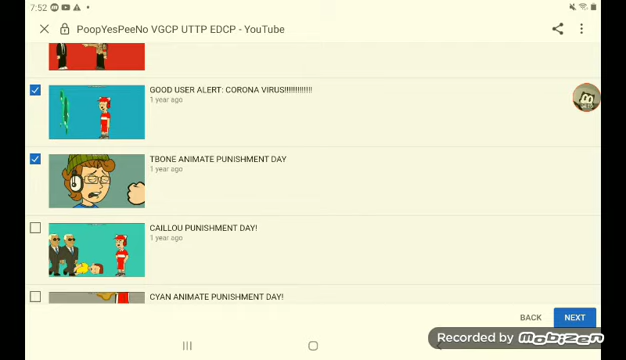 7:52
PoopYesPeeNo VGCP UTTP EDCP - YouTube
GOOD USER ALERT: CORONA VIRUS!!!!!!!!!!!!!
1 year ago
TBONE ANIMATE PUNISHMENT DAY
1 year ago
CAILLOU PUNISHMENT DAY!
1 year ago
CYAN ANIMATE PUNISHMENT DAY!
BACK
NEXT
Recorded by
Mobizen